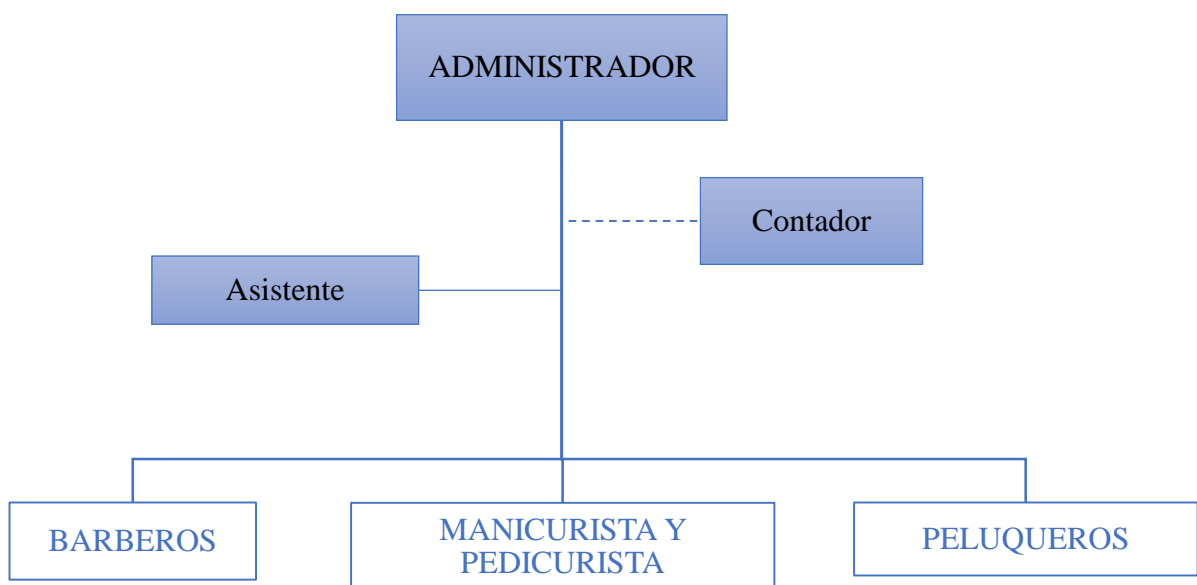 ADMINISTRADOR
Contador
Asistente
BARBEROS
MANICURISTA Y
PEDICURISTA
PELUQUEROS